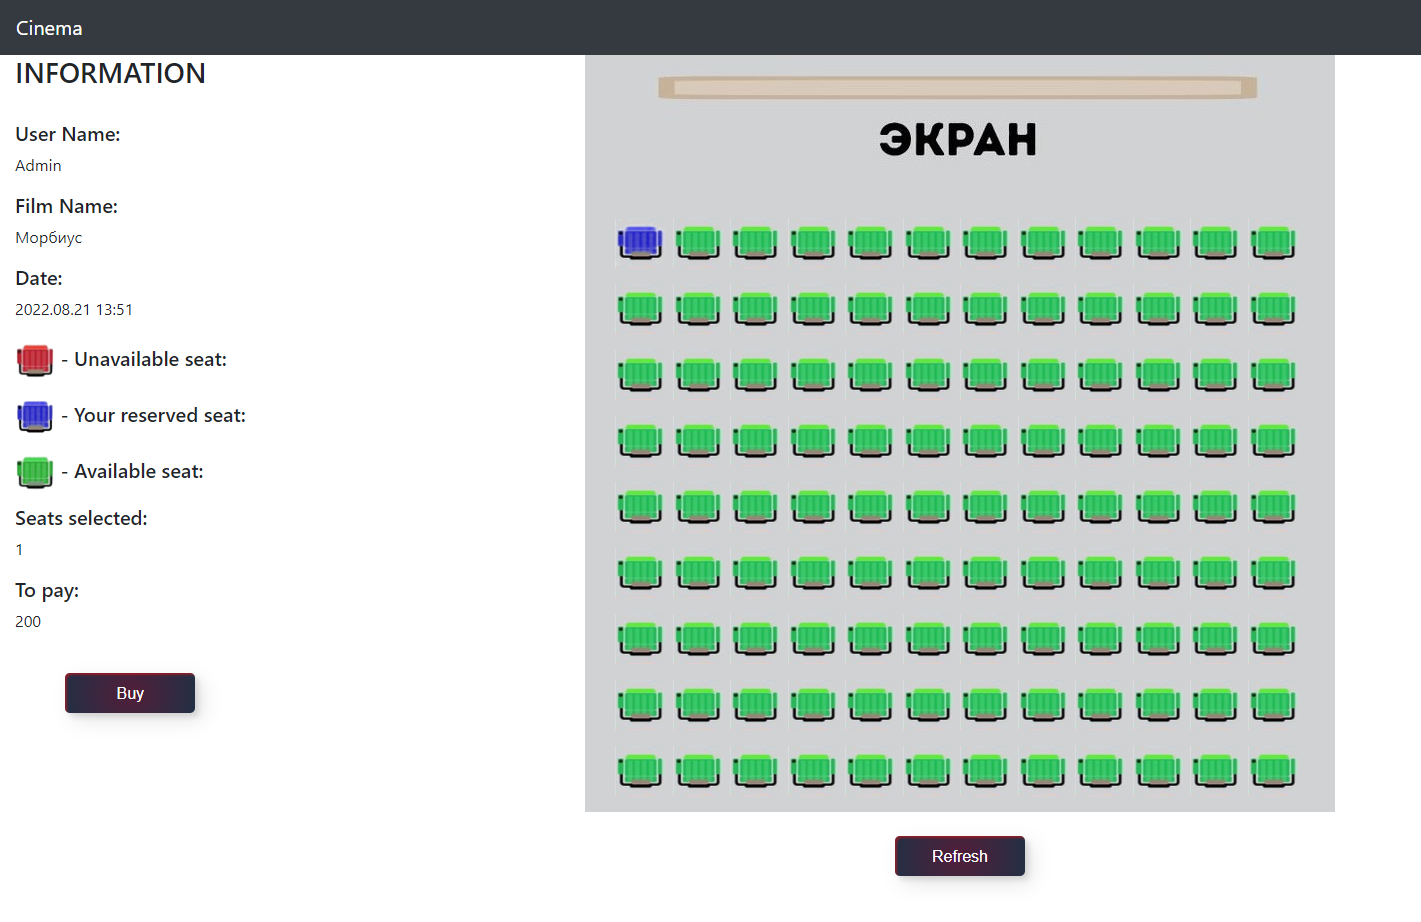 Cinema
INFORMATION
User Name:
Admin
Film Name:
Морбиус
Date:
2022.08.21 13:51
- Unavailable seat:
- Your reserved seat:
- Available seat:
Seats selected:
1
To pay:
200
Buy
ЭКРАН
Refresh